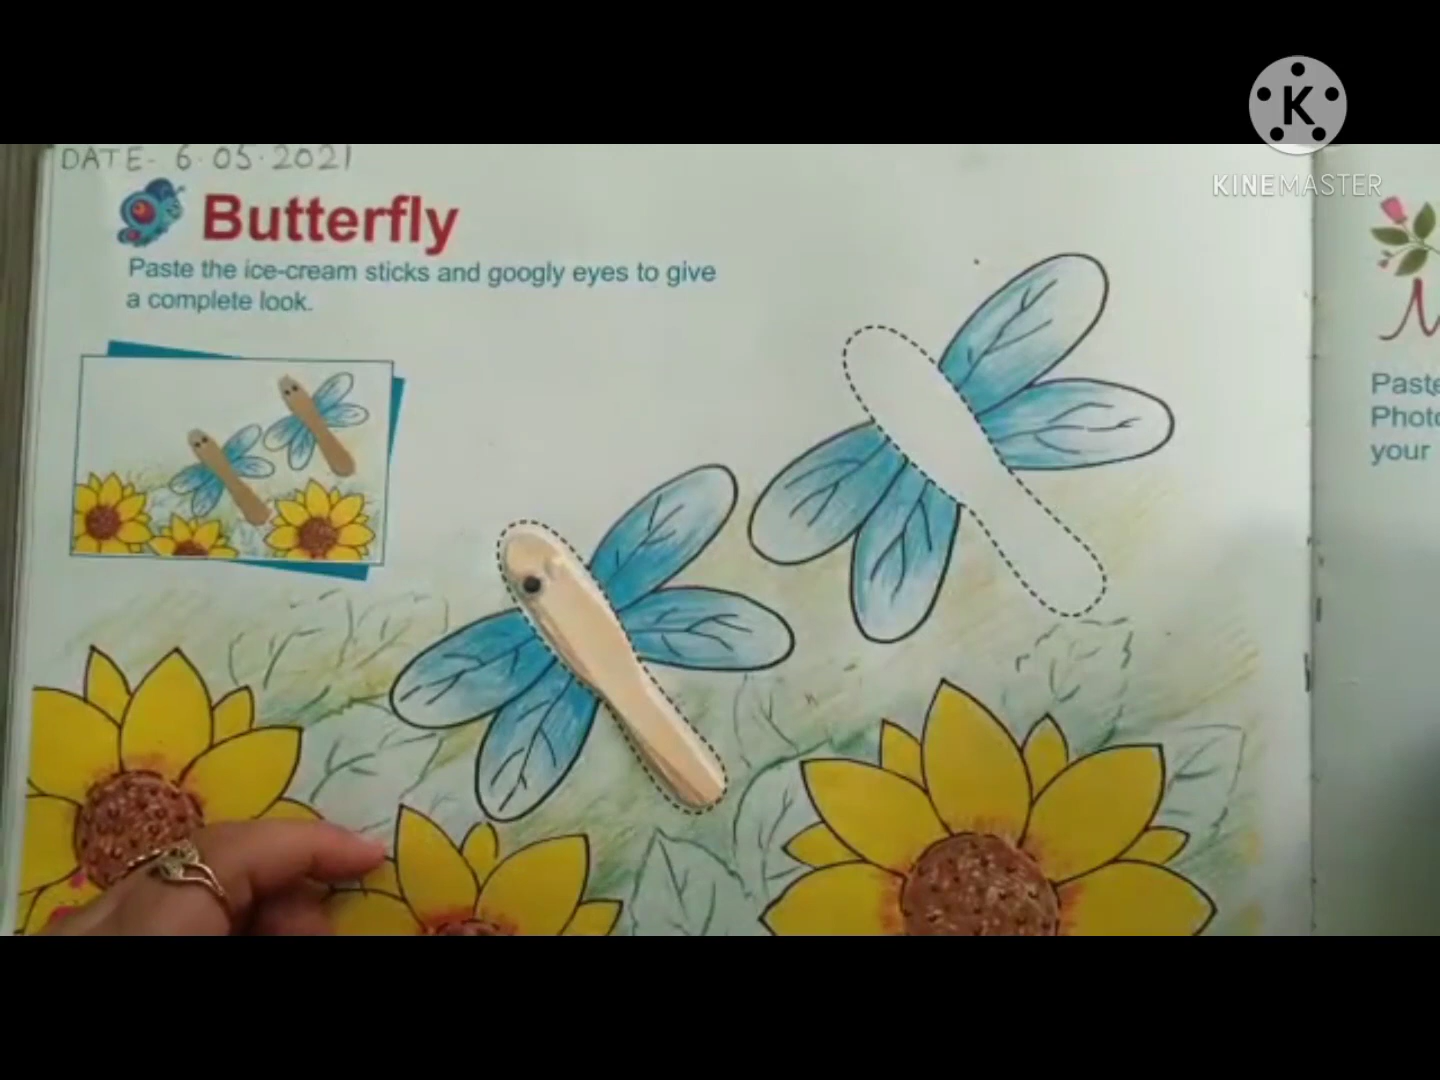 DATE- 6.05.2021
Butterfly
Paste the ice-cream sticks and googly eyes to give
a complete look.
K
KINEMASTER
Paste
your